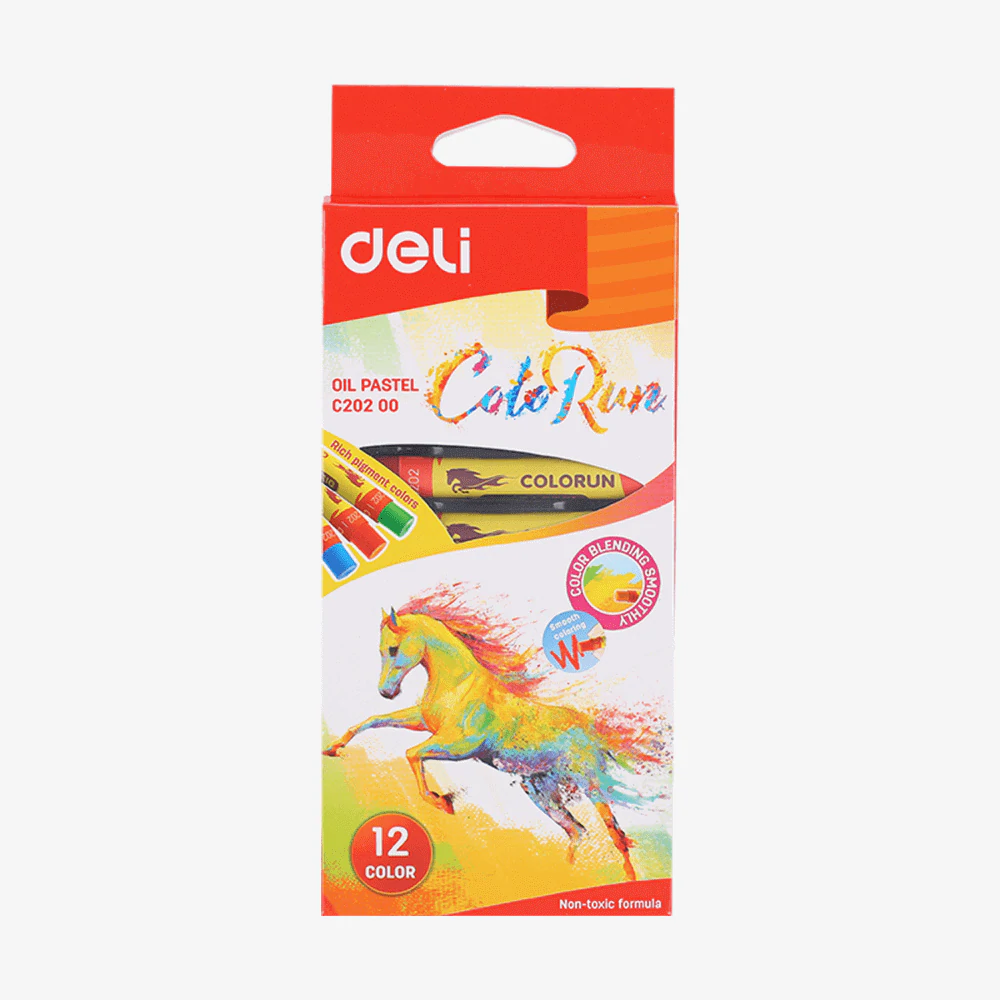 deli
OIL PASTEL
C202 00
ColoRun
Rich pigment colors
202
COLORUN
COLOR BLENDING SMOOTHLY
Smooth
coloring
12
COLOR
Non-toxic formula